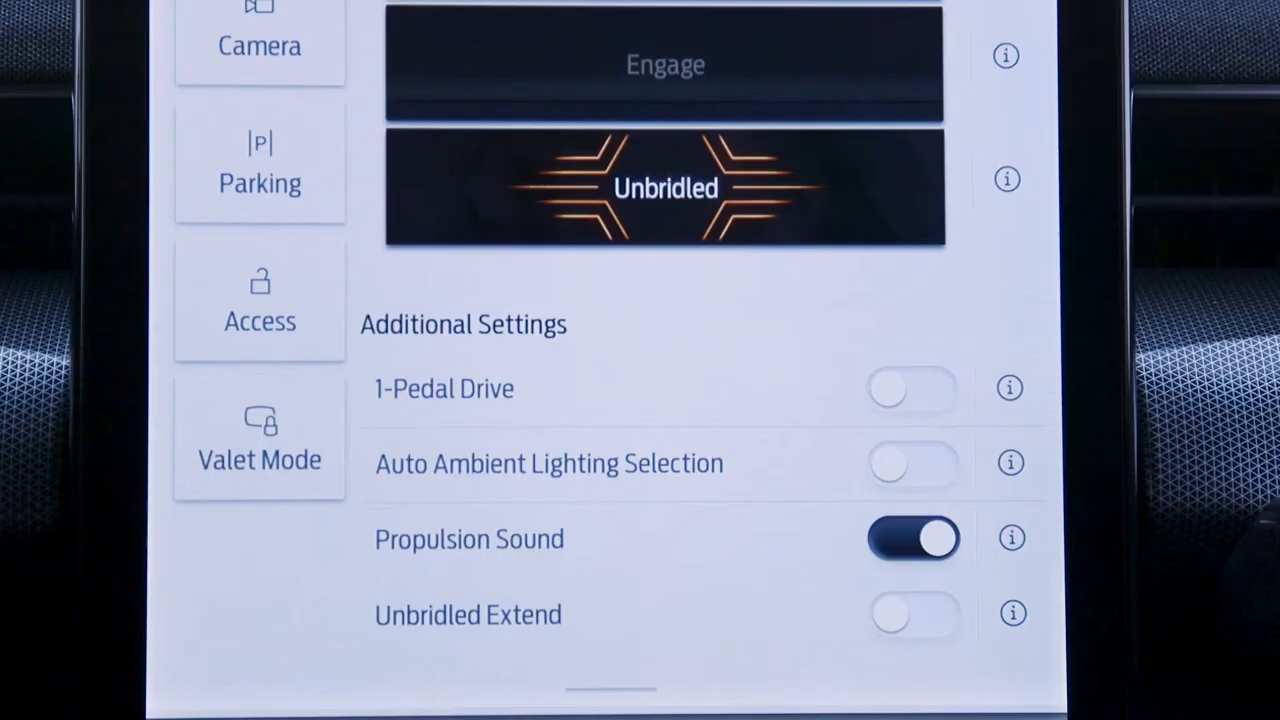 Camera
Engage
Parking
Unbridled
Access
Additional Settings
1-Pedal Drive
Valet Mode
Auto Ambient Lighting Selection
Propulsion Sound
Unbridled Extend